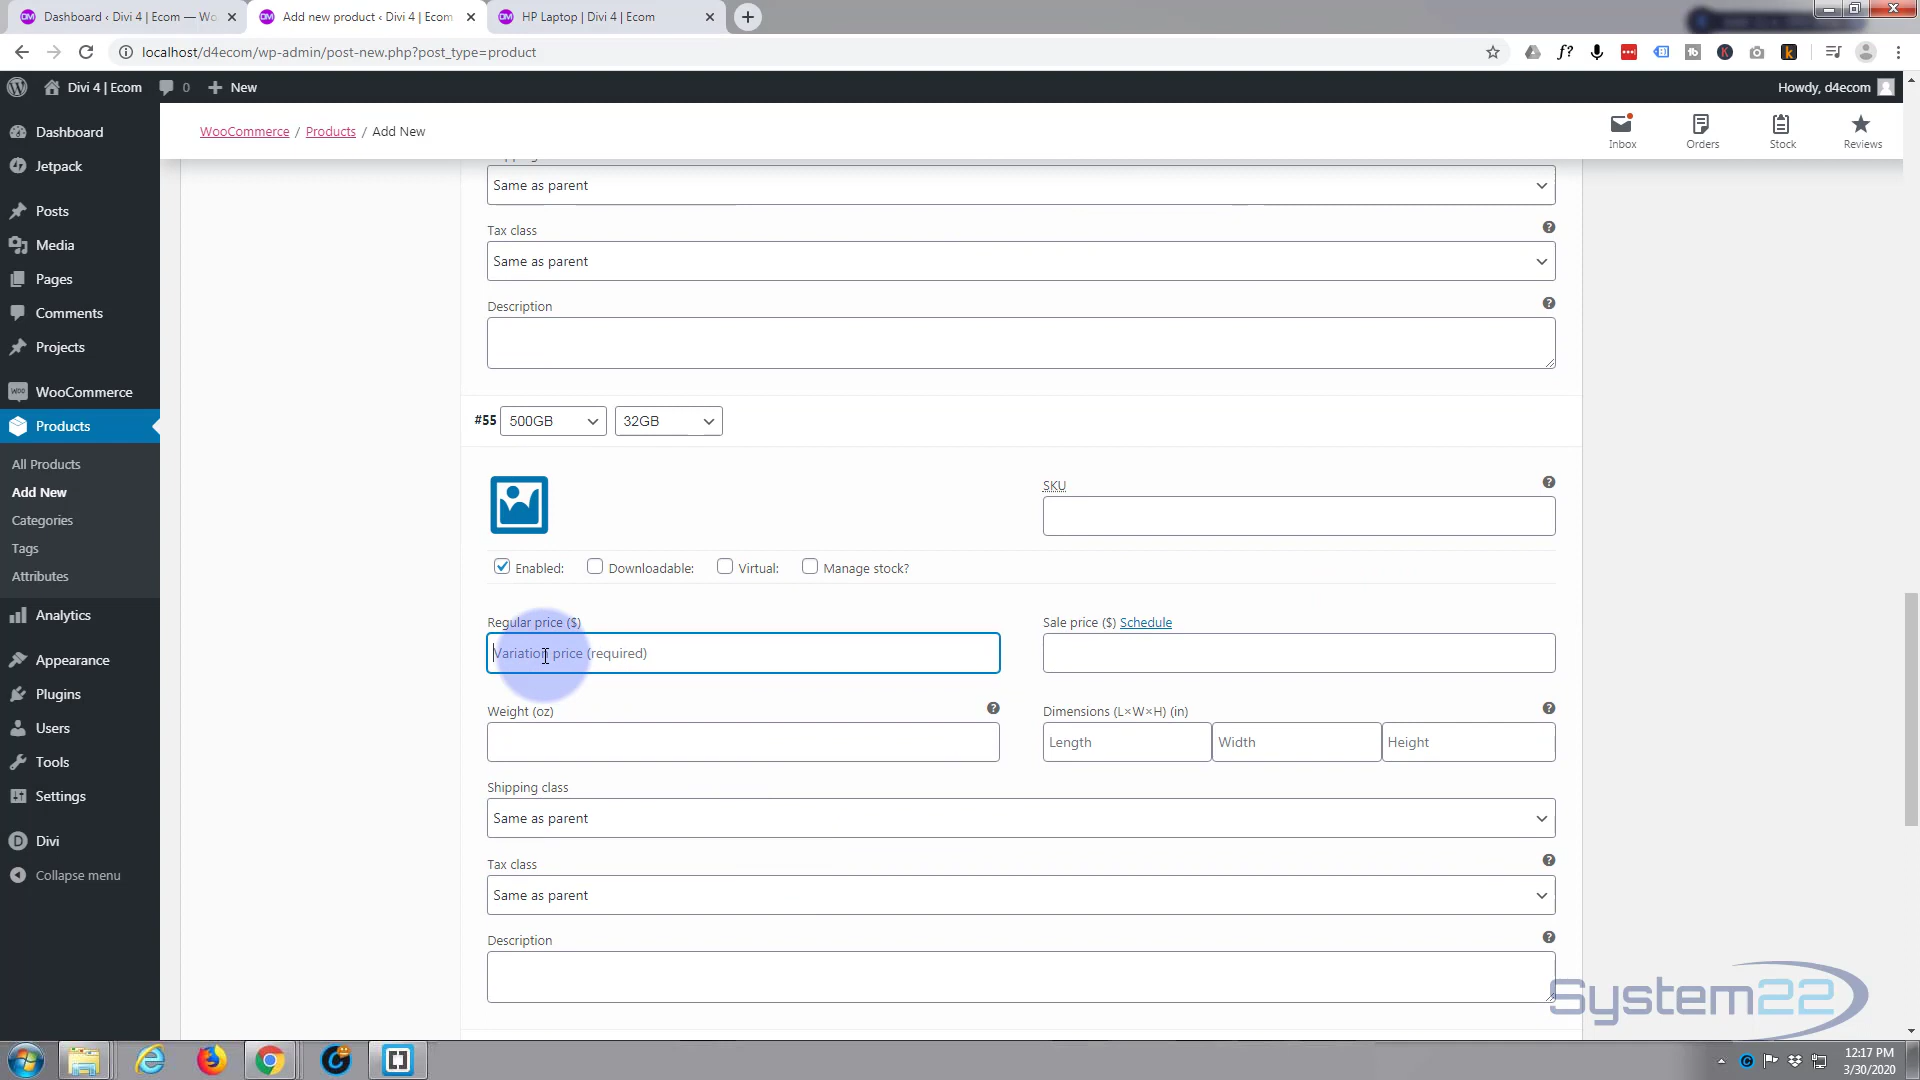 Dashboard ‹ Divi 4 | Ecom — Wo
Add new product ‹ Divi 4 | Ecom
HP Laptop | Divi 4 | Ecom
localhost/d4ecom/wp-admin/post-new.php?post_type=product
Divi 4 | Ecom
0
New
Howdy, d4ecom
Dashboard
Jetpack
Posts
Media
Pages
Comments
Projects
WooCommerce
Products
All Products
Add New
Categories
Tags
Attributes
Analytics
Appearance
Plugins
Users
Tools
Settings
Divi
Collapse menu
WooCommerce / Products / Add New
Inbox
Orders
Stock
Reviews
Same as parent
Tax class
Same as parent
Description
#55 500GB 32GB
SKU
Enabled: Downloadable: Virtual: Manage stock?
Regular price ($)
Sale price ($) Schedule
Variation price (required)
Weight (oz)
Dimensions (L×W×H) (in)
Length Width Height
Shipping class
Same as parent
Tax class
Same as parent
Description
System22
12:17 PM
3/30/2020